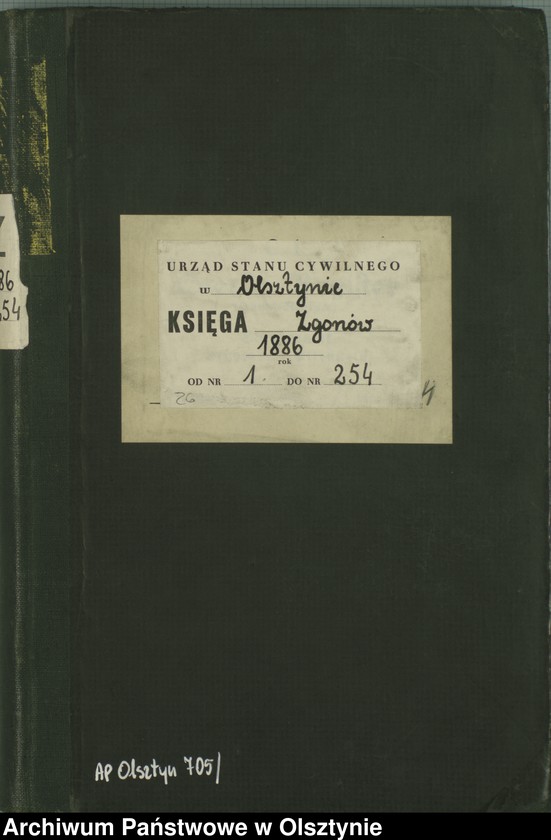 86
54
URZĄD STANU CYWILNEGO
w Olsztynie
KSIĘGA Zgonów
1886
rok
OD NR 1. DO NR 254
26
4
AP Olsztyn 705/
Archiwum Państwowe w Olsztynie